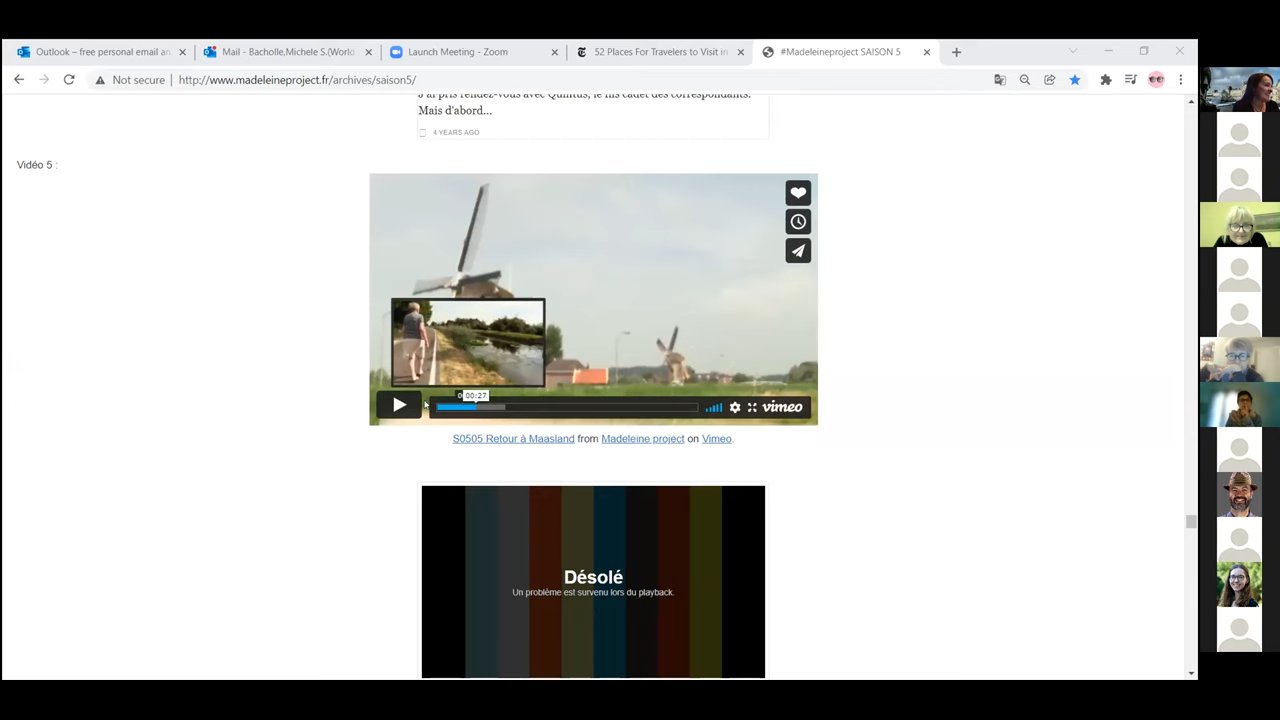 Outlook – free personal email an
Mail - Bacholle,Michele S.(World
Launch Meeting - Zoom
52 Places For Travelers to Visit in
#Madeleineproject SAISON 5
Not secure
http://www.madeleineproject.fr/archives/saison5/
J'ai pris rendez-vous avec Quintus, le fils cadet des correspondants.
Mais d'abord...
4 YEARS AGO
Vidéo 5 :
00:27
vimeo
S0505 Retour à Maasland from Madeleine project on Vimeo.
Désolé
Un problème est survenu lors du playback.